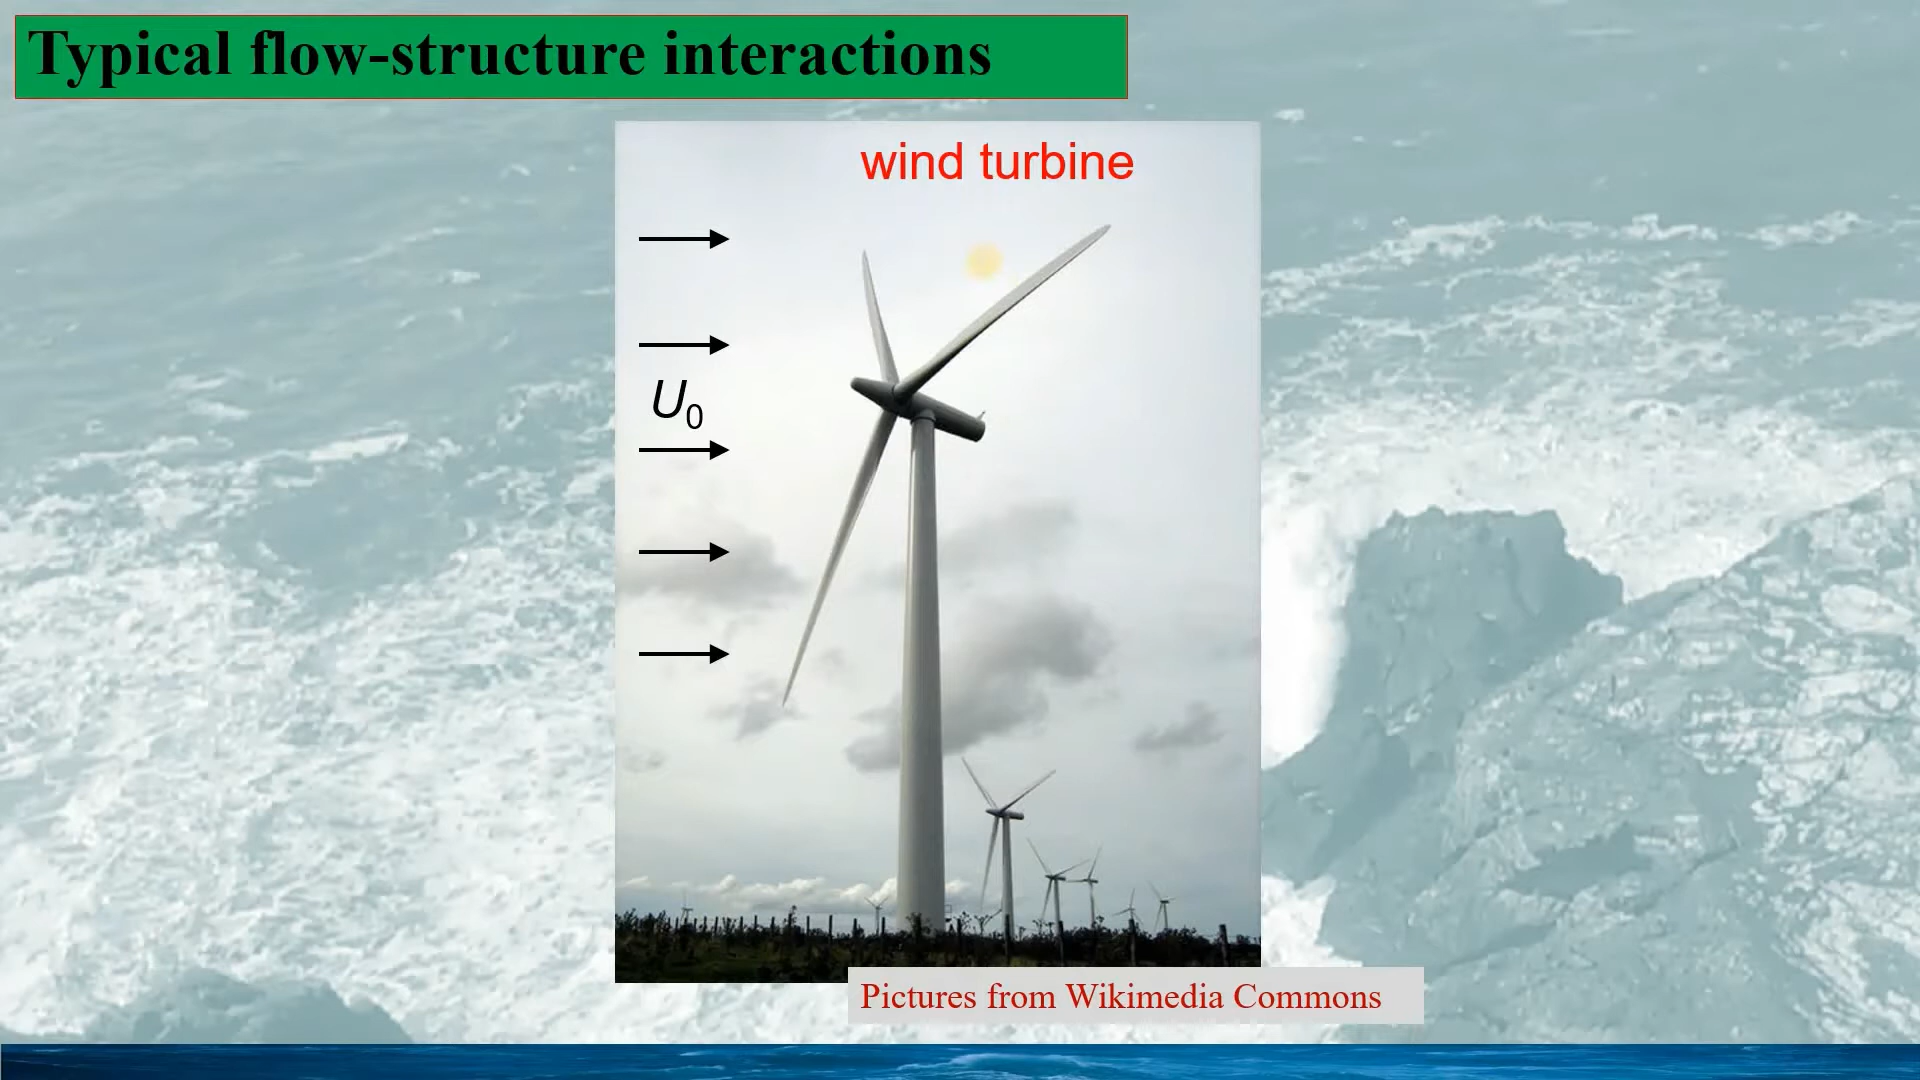 Typical flow-structure interactions
wind turbine
U0
Pictures from Wikimedia Commons